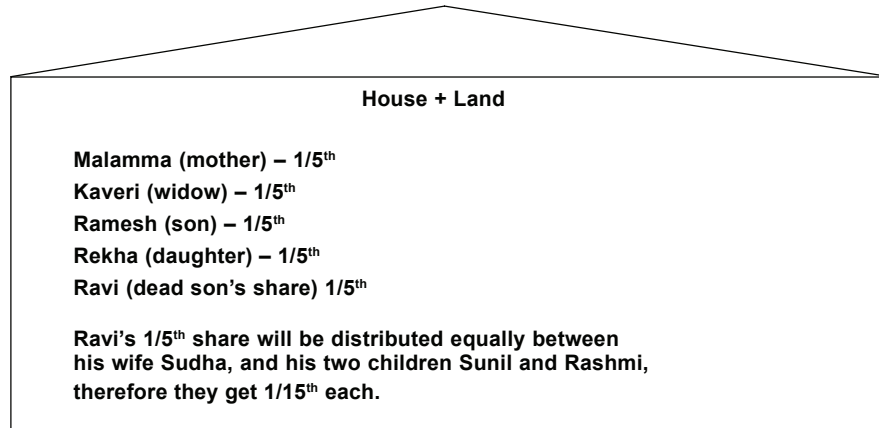 House + Land
Malamma (mother) – 1/5th
Kaveri (widow) – 1/5th
Ramesh (son) – 1/5th
Rekha (daughter) – 1/5th
Ravi (dead son's share) 1/5th
Ravi's 1/5th share will be distributed equally between
his wife Sudha, and his two children Sunil and Rashmi,
therefore they get 1/15th each.